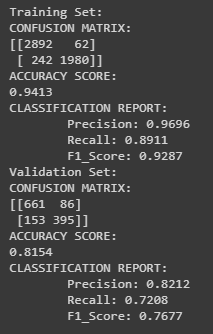 Training Set:
CONFUSION MATRIX:
[[2892   62]
 [ 242 1980]]
ACCURACY SCORE:
0.9413
CLASSIFICATION REPORT:
        Precision: 0.9696
        Recall: 0.8911
        F1_Score: 0.9287
Validation Set:
CONFUSION MATRIX:
[[661  86]
 [153 395]]
ACCURACY SCORE:
0.8154
CLASSIFICATION REPORT:
        Precision: 0.8212
        Recall: 0.7208
        F1_Score: 0.7677